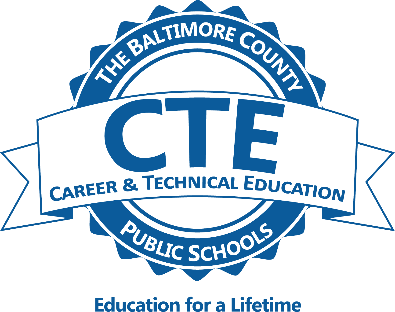 THE BALTIMORE COUNTY
CTE
CAREER & TECHNICAL EDUCATION
PUBLIC SCHOOLS
Education for a Lifetime